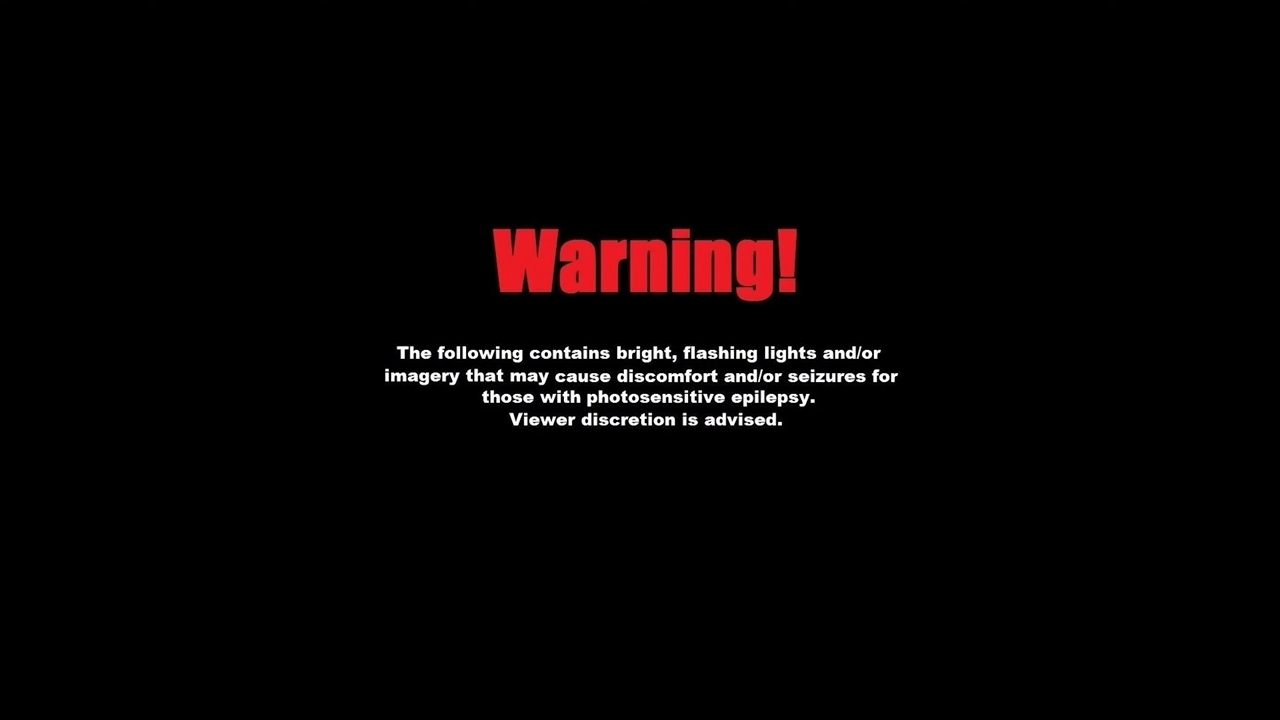 Warning!
The following contains bright, flashing lights and/or
imagery that may cause discomfort and/or seizures for
those with photosensitive epilepsy.
Viewer discretion is advised.